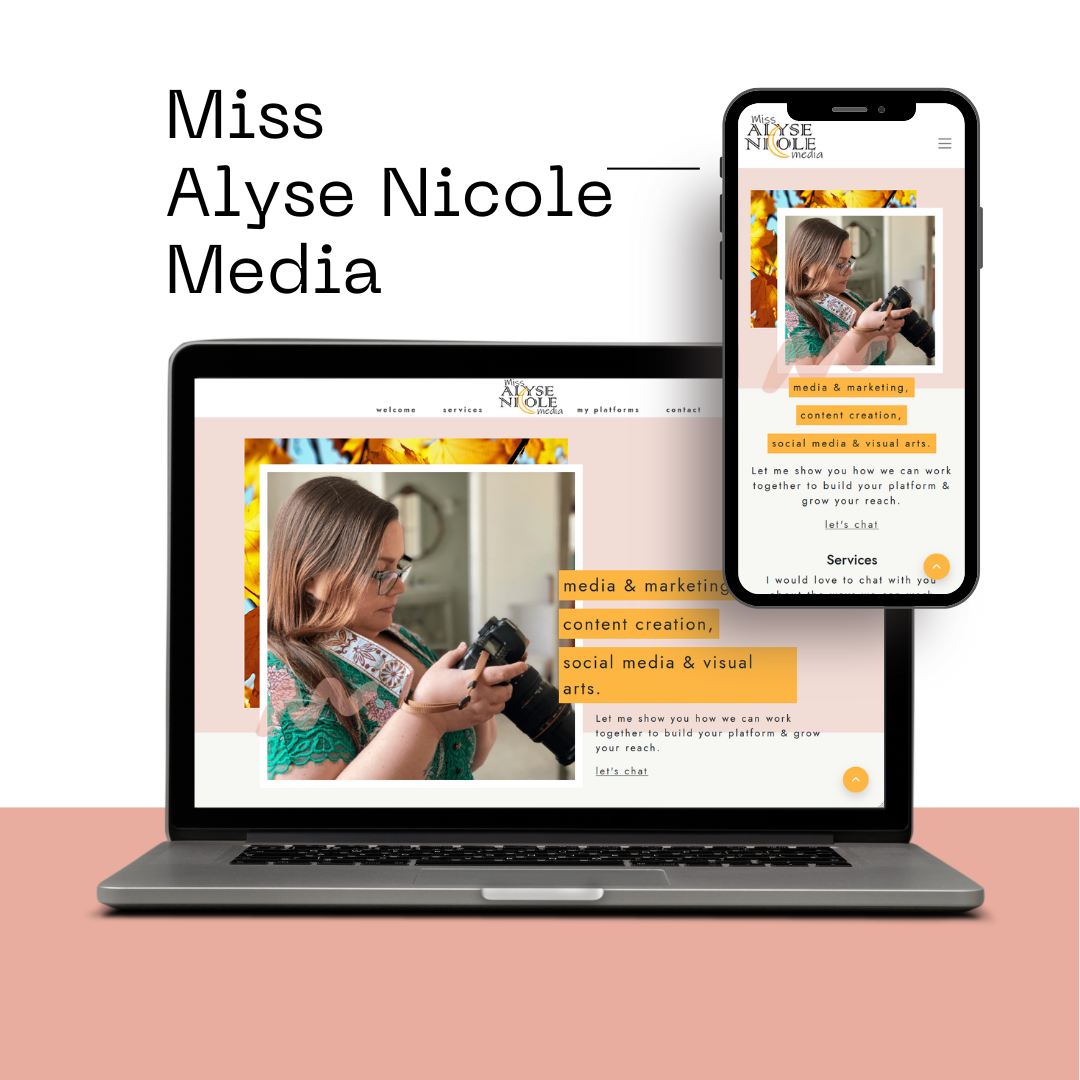 Miss
Alyse Nicole
Media
Miss
ALYSE
NICOLE
media
welcome
services
my platforms
contact
media & marketing
content creation,
social media & visual
arts.
Let me show you how we can work
together to build your platform & grow
your reach.
let's chat
Miss
ALYSE
NICOLE
media
media & marketing,
content creation,
social media & visual arts.
Let me show you how we can work
together to build your platform &
grow your reach.
let's chat
Services
I would love to chat with you